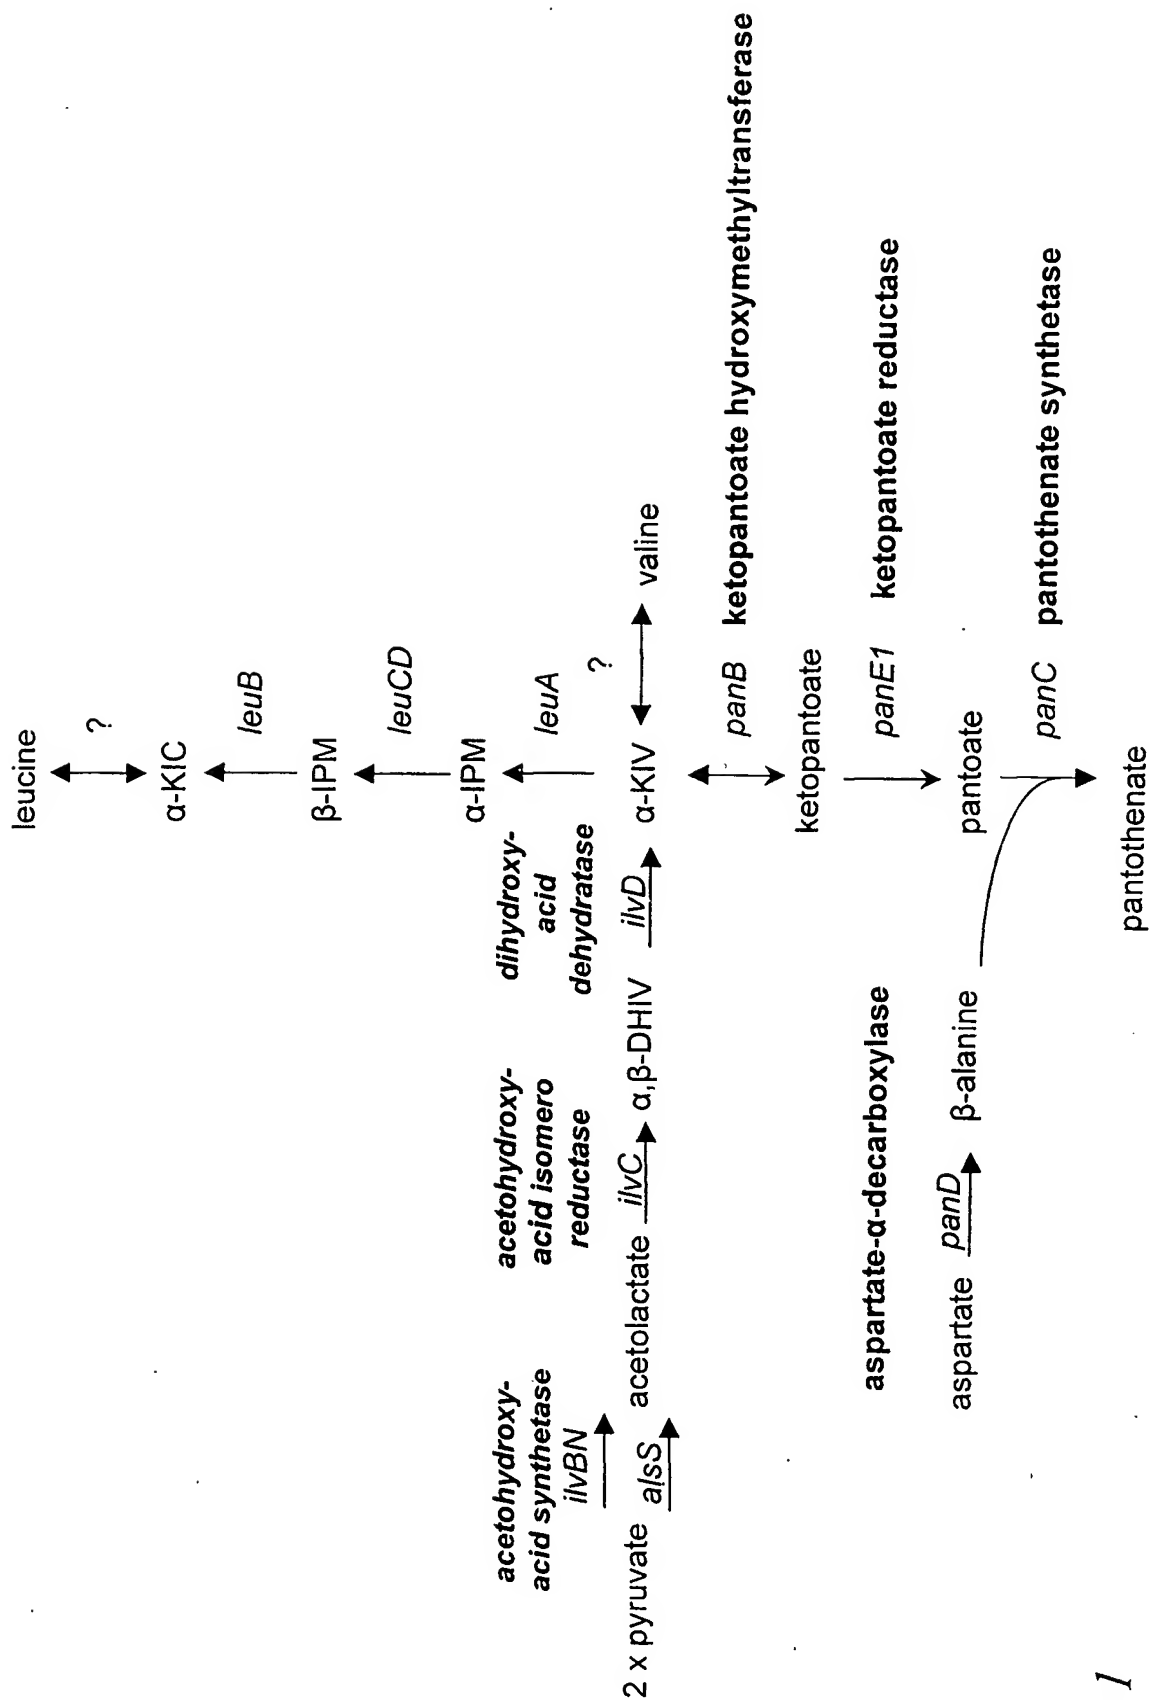 leucine
?
α-KIC
leuB
β-IPM
leuCD
α-IPM
leuA
acetohydroxy-
acid synthetase
ilvBN
acetohydroxy-
acid isomero
reductase
dihydroxy-
acid
dehydratase
?
2 x pyruvate alsS acetolactate ilvC α,β-DHIV ilvD α-KIV valine
panB ketopantoate hydroxymethyltransferase
ketopantoate
aspartate-α-decarboxylase
panE1 ketopantoate reductase
aspartate panD β-alanine pantoate
panC pantothenate synthetase
pantothenate
1